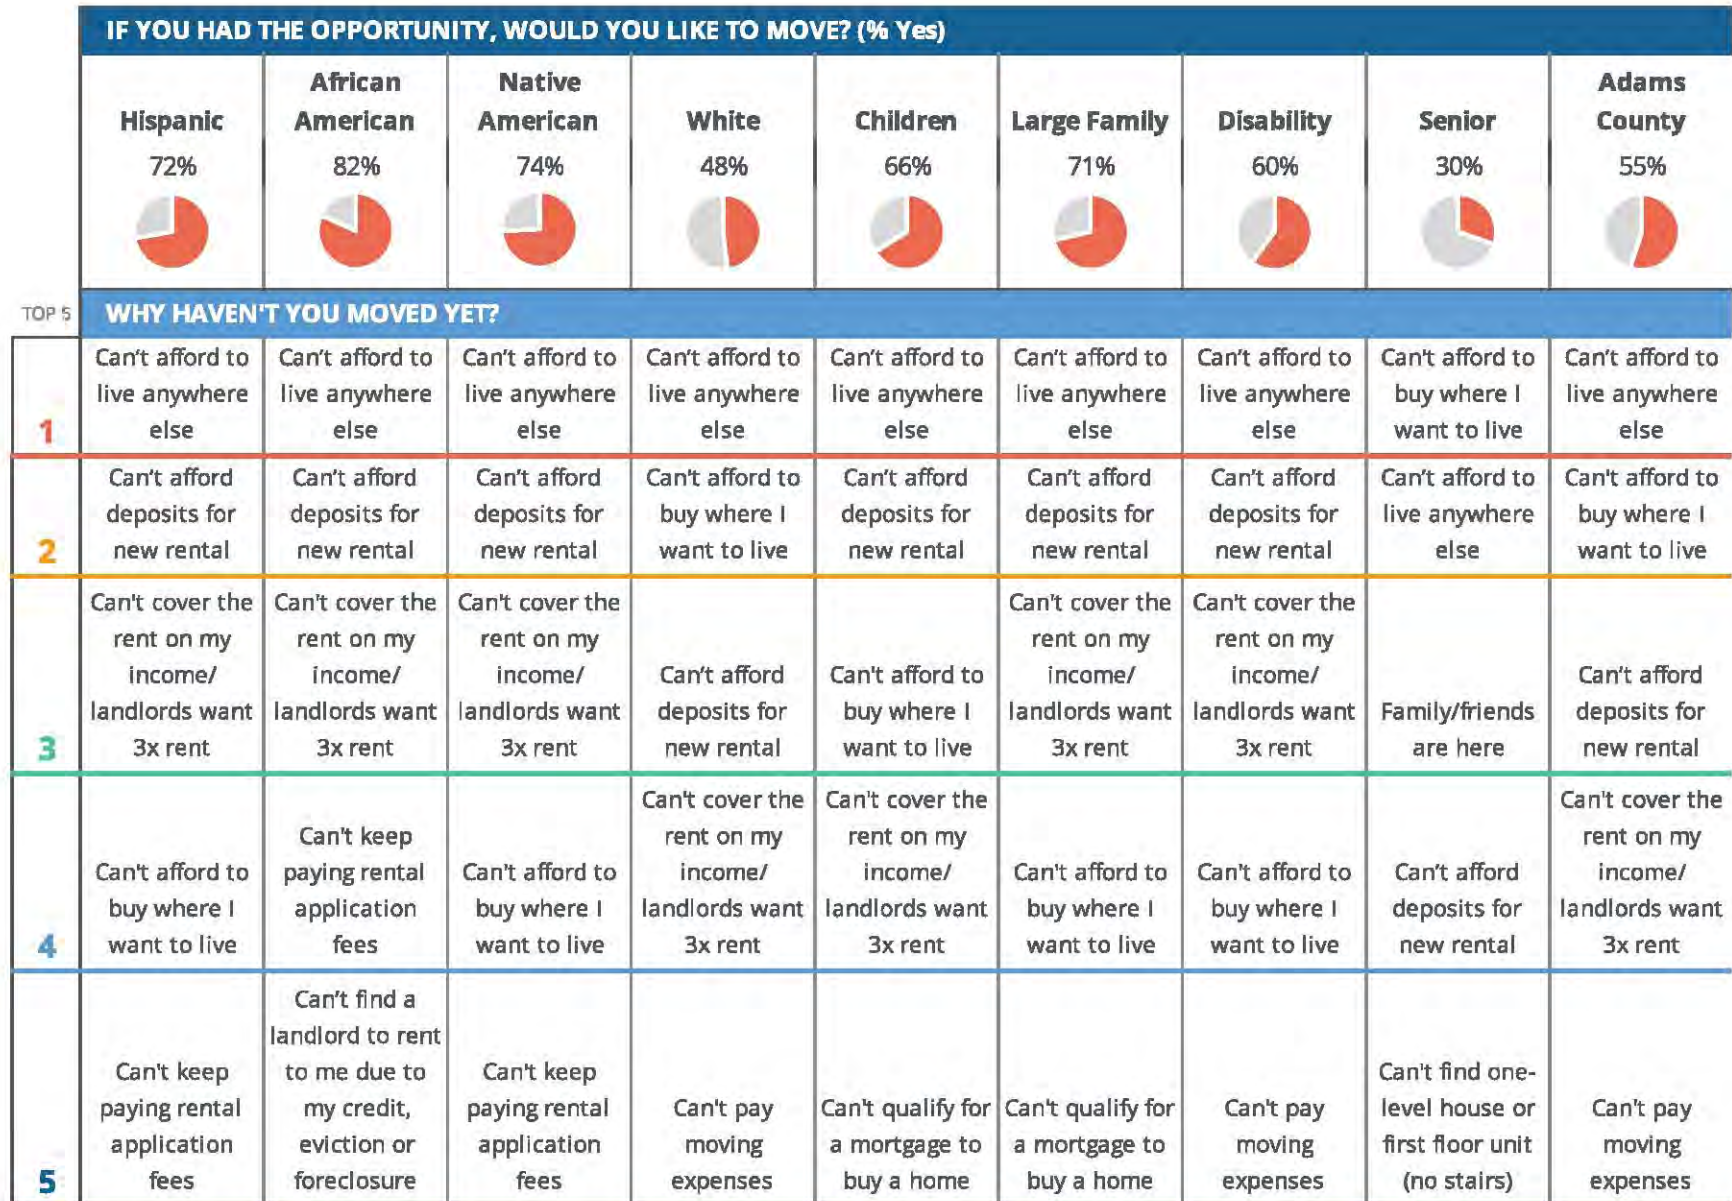 IF YOU HAD THE OPPORTUNITY, WOULD YOU LIKE TO MOVE? (% Yes)
Hispanic
72%
African
American
82%
Native
American
74%
White
48%
Children
66%
Large Family
71%
Disability
60%
Senior
30%
Adams
County
55%
TOP 5
WHY HAVEN'T YOU MOVED YET?
1
Can't afford to
live anywhere
else
Can't afford to
live anywhere
else
Can't afford to
live anywhere
else
Can't afford to
live anywhere
else
Can't afford to
live anywhere
else
Can't afford to
live anywhere
else
Can't afford to
live anywhere
else
Can't afford to
buy where I
want to live
Can't afford to
live anywhere
else
2
Can't afford
deposits for
new rental
Can't afford
deposits for
new rental
Can't afford
deposits for
new rental
Can't afford to
buy where I
want to live
Can't afford
deposits for
new rental
Can't afford
deposits for
new rental
Can't afford
deposits for
new rental
Can't afford to
live anywhere
else
Can't afford to
buy where I
want to live
3
Can't cover the
rent on my
income/
landlords want
3x rent
Can't cover the
rent on my
income/
landlords want
3x rent
Can't cover the
rent on my
income/
landlords want
3x rent
Can't afford
deposits for
new rental
Can't afford to
buy where I
want to live
Can't cover the
rent on my
income/
landlords want
3x rent
Can't cover the
rent on my
income/
landlords want
3x rent
Family/friends
are here
Can't afford
deposits for
new rental
4
Can't afford to
buy where I
want to live
Can't keep
paying rental
application
fees
Can't afford to
buy where I
want to live
Can't cover the
rent on my
income/
landlords want
3x rent
Can't cover the
rent on my
income/
landlords want
3x rent
Can't afford to
buy where I
want to live
Can't afford to
buy where I
want to live
Can't afford
deposits for
new rental
Can't cover the
rent on my
income/
landlords want
3x rent
5
Can't keep
paying rental
application
fees
Can't find a
landlord to rent
to me due to
my credit,
eviction or
foreclosure
Can't keep
paying rental
application
fees
Can't pay
moving
expenses
Can't qualify for
a mortgage to
buy a home
Can't qualify for
a mortgage to
buy a home
Can't pay
moving
expenses
Can't find one-
level house or
first floor unit
(no stairs)
Can't pay
moving
expenses